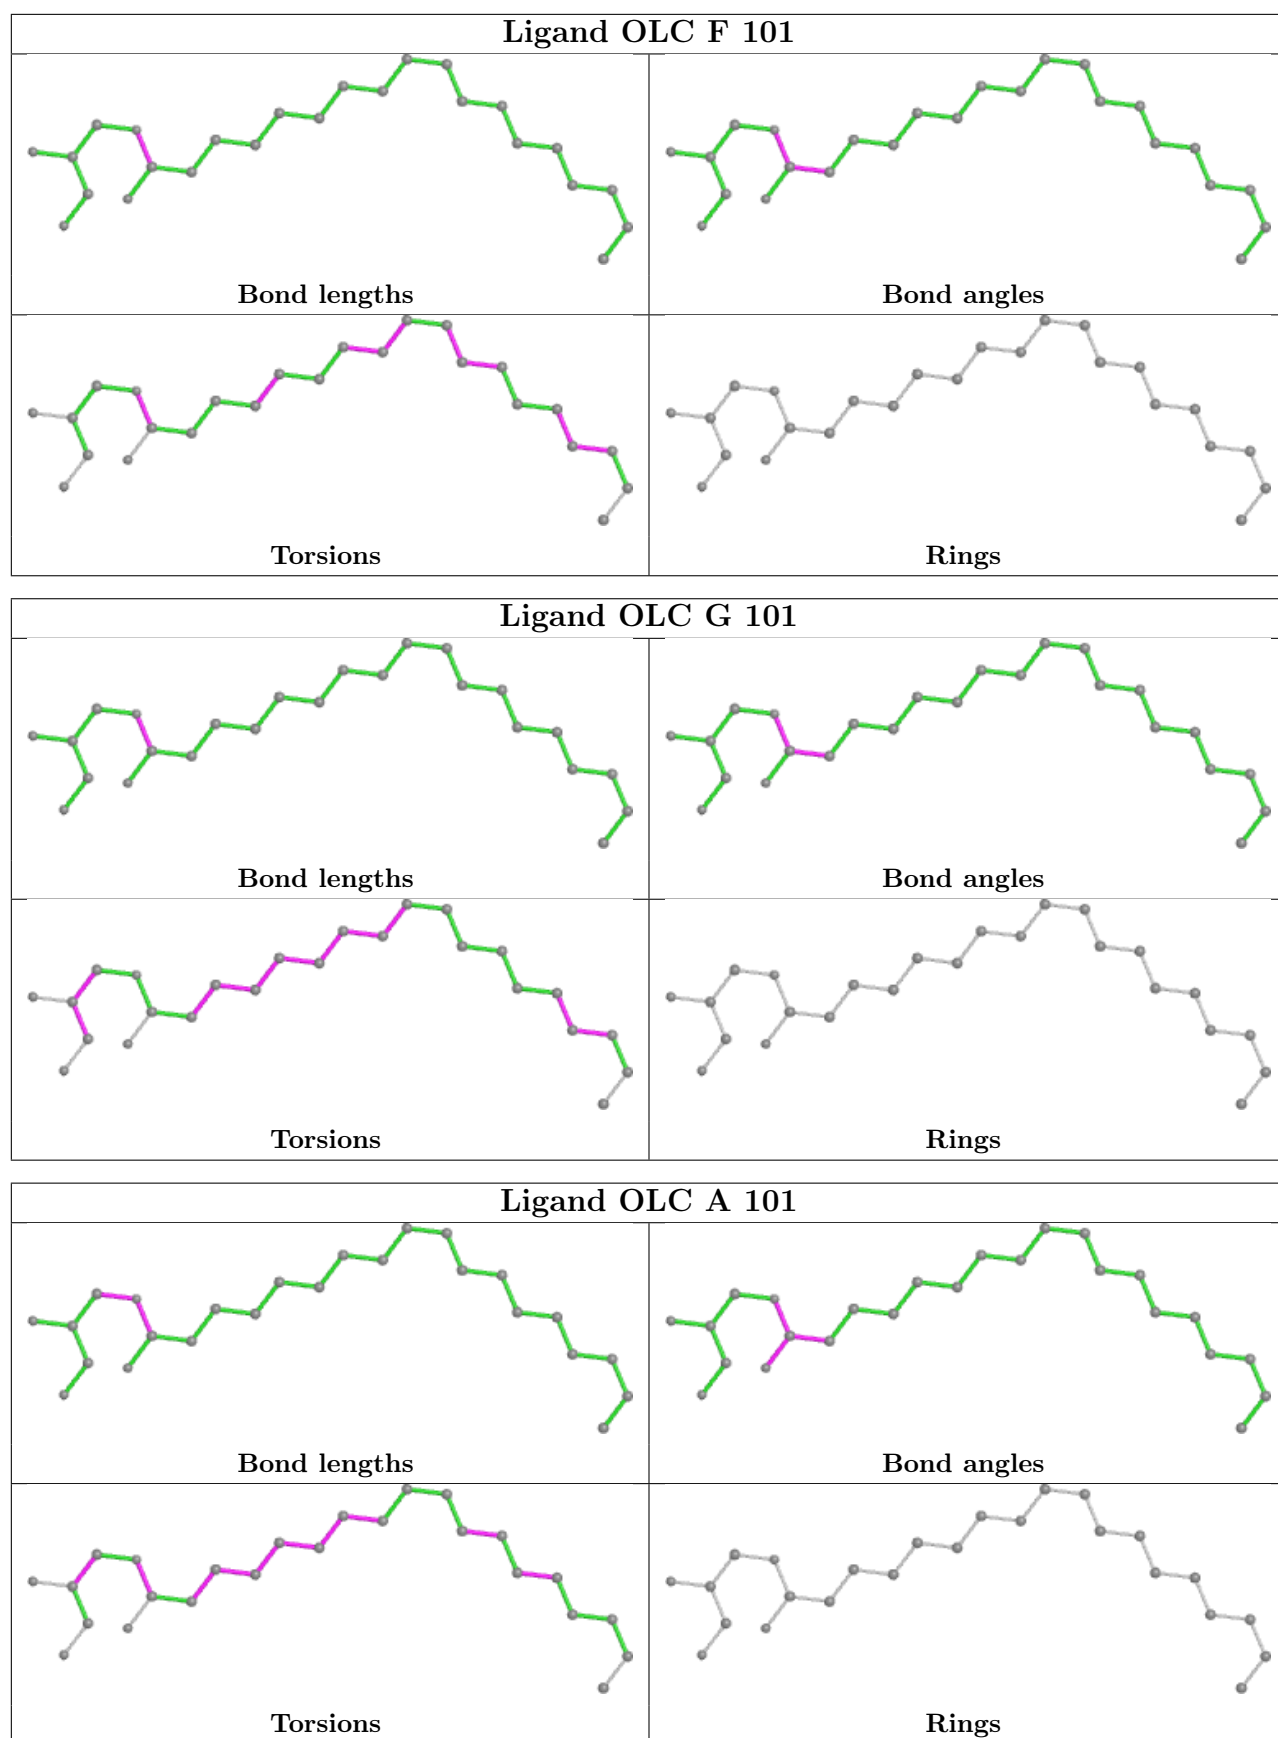 Ligand OLC F 101
Bond lengths
Bond angles
Torsions
Rings
Ligand OLC G 101
Bond lengths
Bond angles
Torsions
Rings
Ligand OLC A 101
Bond lengths
Bond angles
Torsions
Rings